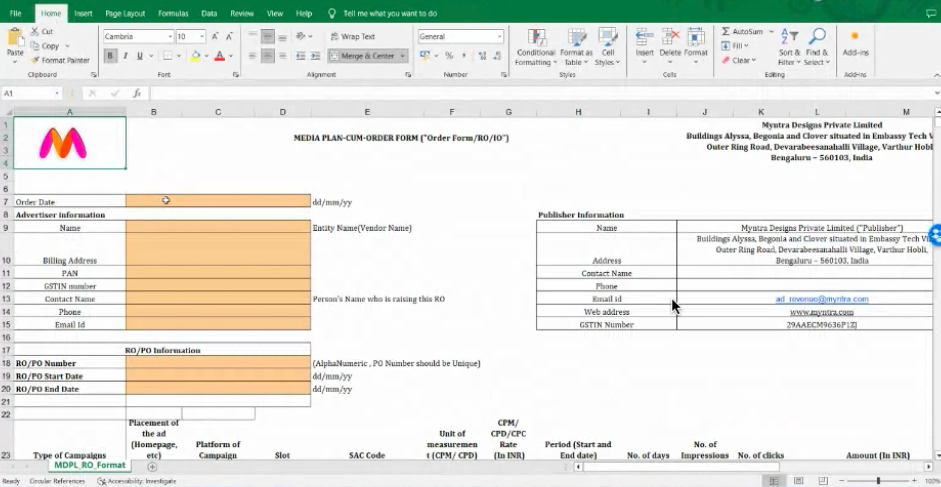 File Home Insert Page Layout Formulas Data Review View Help Tell me what you want to do
Paste
Cut
Copy
Format Painter
Clipboard
Cambria 10
B I U
Font
Wrap Text
Merge & Center
Alignment
General
Number
Conditional Formatting
Format as Table
Cell Styles
Styles
Insert Delete Format
Cells
AutoSum
Fill
Clear
Sort & Filter
Find & Select
Editing
Add-ins
Add-ins
A1 fx
A B C D E F G H I J K L M
1 Myntra Designs Private Limited
2 MEDIA PLAN-CUM-ORDER FORM ("Order Form/RO/IO") Buildings Alyssa, Begonia and Clover situated in Embassy Tech V
3 Outer Ring Road, Devarabeesanahalli Village, Varthur Hobl
4 Bengaluru – 560103, India
5
6
7 Order Date dd/mm/yy
8 Advertiser information Publisher Information
9 Name Entity Name(Vendor Name) Name Myntra Designs Private Limited ("Publisher")
Buildings Alyssa, Begonia and Clover situated in Embassy Tech Vi
Outer Ring Road, Devarabeesanahalli Village, Varthur Hobli,
10 Billing Address Address Bengaluru – 560103, India
11 PAN Contact Name
12 GSTIN number Phone
13 Contact Name Person's Name who is raising this RO Email id ad_revenue@myntra.com
14 Phone Web address www.myntra.com
15 Email Id GSTIN Number 29AAECM9636P1ZJ
16
17 RO/PO Information
18 RO/PO Number (AlphaNumeric , PO Number should be Unique)
19 RO/PO Start Date dd/mm/yy
20 RO/PO End Date dd/mm/yy
21
22
23 Type of Campaigns Placement of the ad (Homepage, etc) Platform of Campaign Slot SAC Code Unit of measuremen t (CPM/ CPD) CPM/ CPD/CPC Rate (In INR) Period (Start and End date) No. of days No. of Impressions No. of clicks Amount (In INR)
MDPL_RO_Format
Ready Circular References Accessibility: Investigate 100%